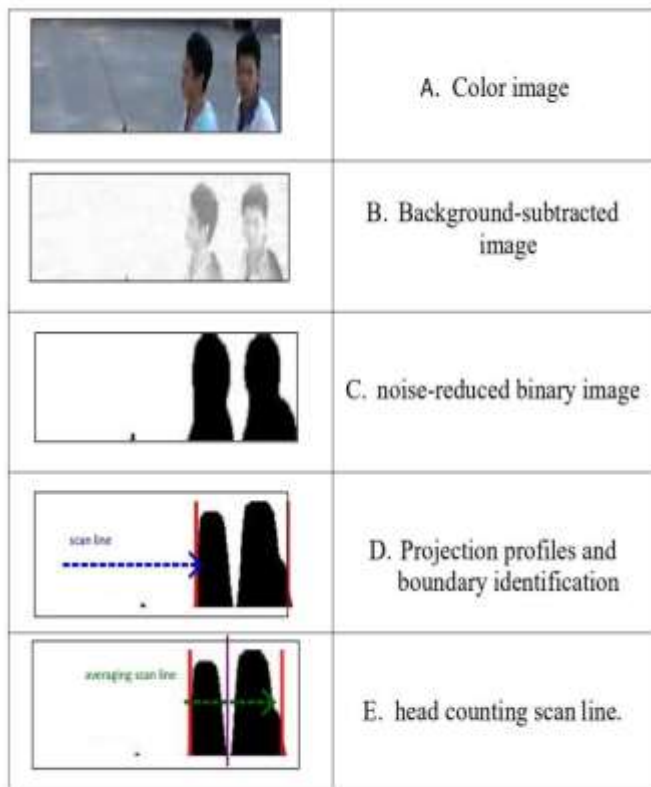 A. Color image
B. Background-subtracted
image
C. noise-reduced binary image
scan line
D. Projection profiles and
boundary identification
averaging scan line
E. head counting scan line.